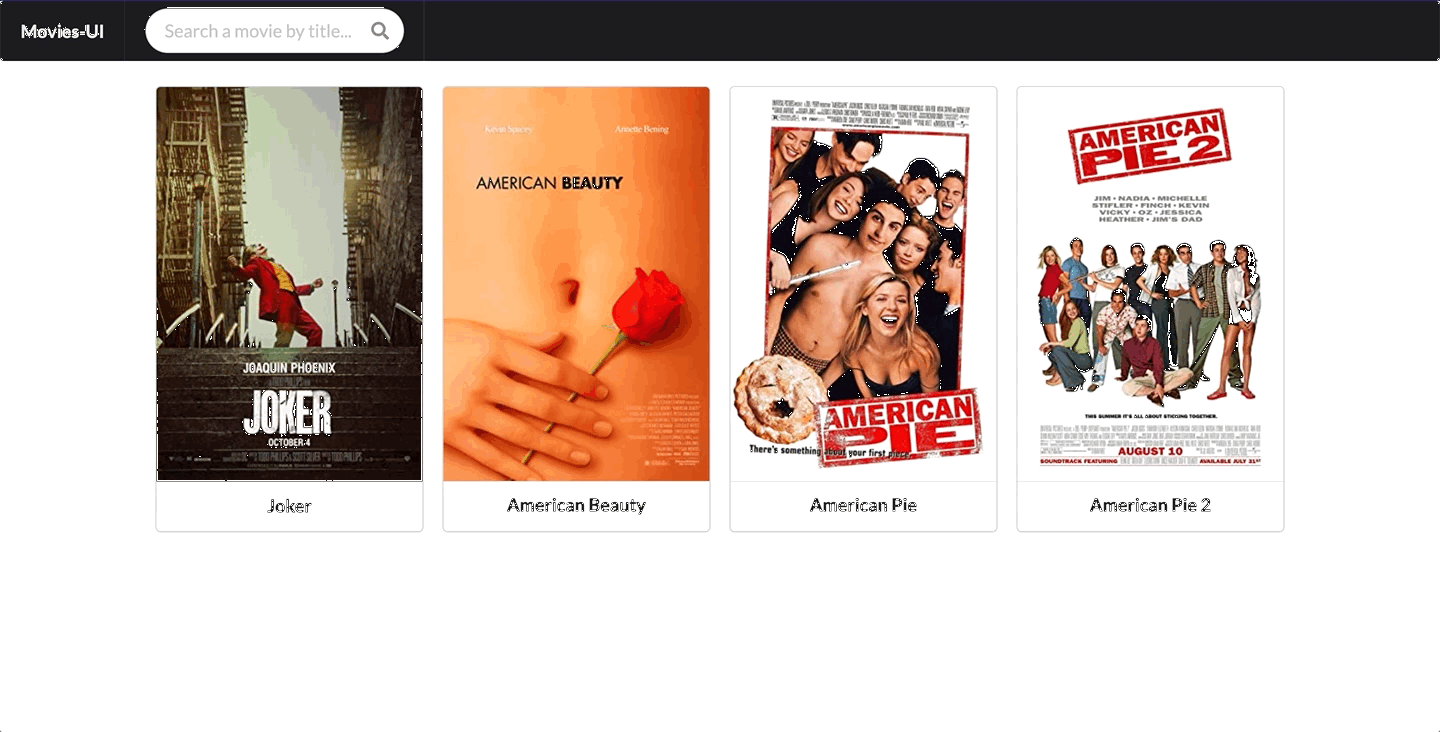 Movies-UI
Search a movie by title...
JOAQUIN PHOENIX
JOKER
OCTOBER 4
Joker
Kevin Spacey
Annette Bening
AMERICAN BEAUTY
American Beauty
AMERICAN
PIE
There's something about your first piece.
American Pie
AMERICAN
PIE 2
JIM • NADIA • MICHELLE
STIFLER • FINCH • KEVIN
VICKY • OZ • JESSICA
HEATHER • JIM'S DAD
THIS SUMMER IT'S ALL ABOUT STICKING TOGETHER.
AUGUST 10
SOUNDTRACK FEATURING
AVAILABLE JULY 31ST
American Pie 2